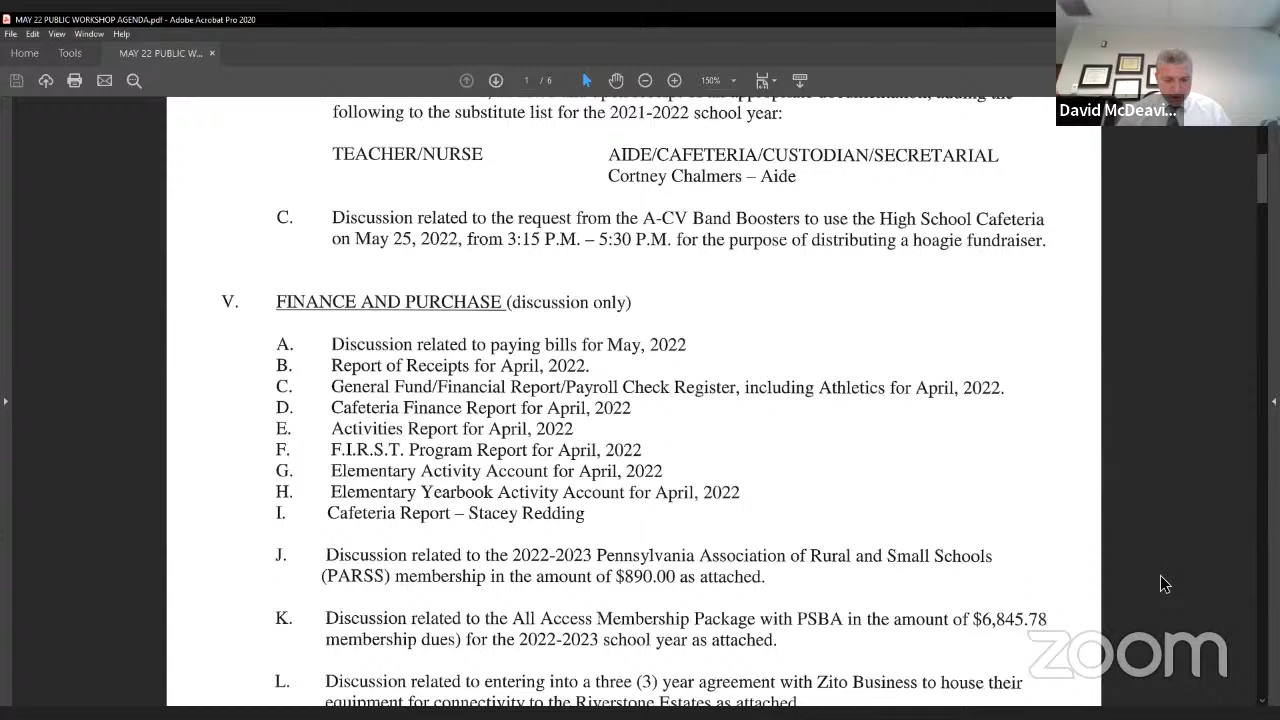 MAY 22 PUBLIC WORKSHOP AGENDA.pdf - Adobe Acrobat Pro 2020
File Edit View Window Help
Home Tools MAY 22 PUBLIC W... ×
1 / 6 150%
David McDeavi...
following to the substitute list for the 2021-2022 school year:
TEACHER/NURSE AIDE/CAFETERIA/CUSTODIAN/SECRETARIAL
Cortney Chalmers – Aide
C. Discussion related to the request from the A-CV Band Boosters to use the High School Cafeteria
on May 25, 2022, from 3:15 P.M. – 5:30 P.M. for the purpose of distributing a hoagie fundraiser.
V. FINANCE AND PURCHASE (discussion only)
A. Discussion related to paying bills for May, 2022
B. Report of Receipts for April, 2022.
C. General Fund/Financial Report/Payroll Check Register, including Athletics for April, 2022.
D. Cafeteria Finance Report for April, 2022
E. Activities Report for April, 2022
F. F.I.R.S.T. Program Report for April, 2022
G. Elementary Activity Account for April, 2022
H. Elementary Yearbook Activity Account for April, 2022
I. Cafeteria Report – Stacey Redding
J. Discussion related to the 2022-2023 Pennsylvania Association of Rural and Small Schools
(PARSS) membership in the amount of $890.00 as attached.
K. Discussion related to the All Access Membership Package with PSBA in the amount of $6,845.78
membership dues) for the 2022-2023 school year as attached.
zoom
L. Discussion related to entering into a three (3) year agreement with Zito Business to house their
equipment for connectivity to the Riverstone Estates as attached